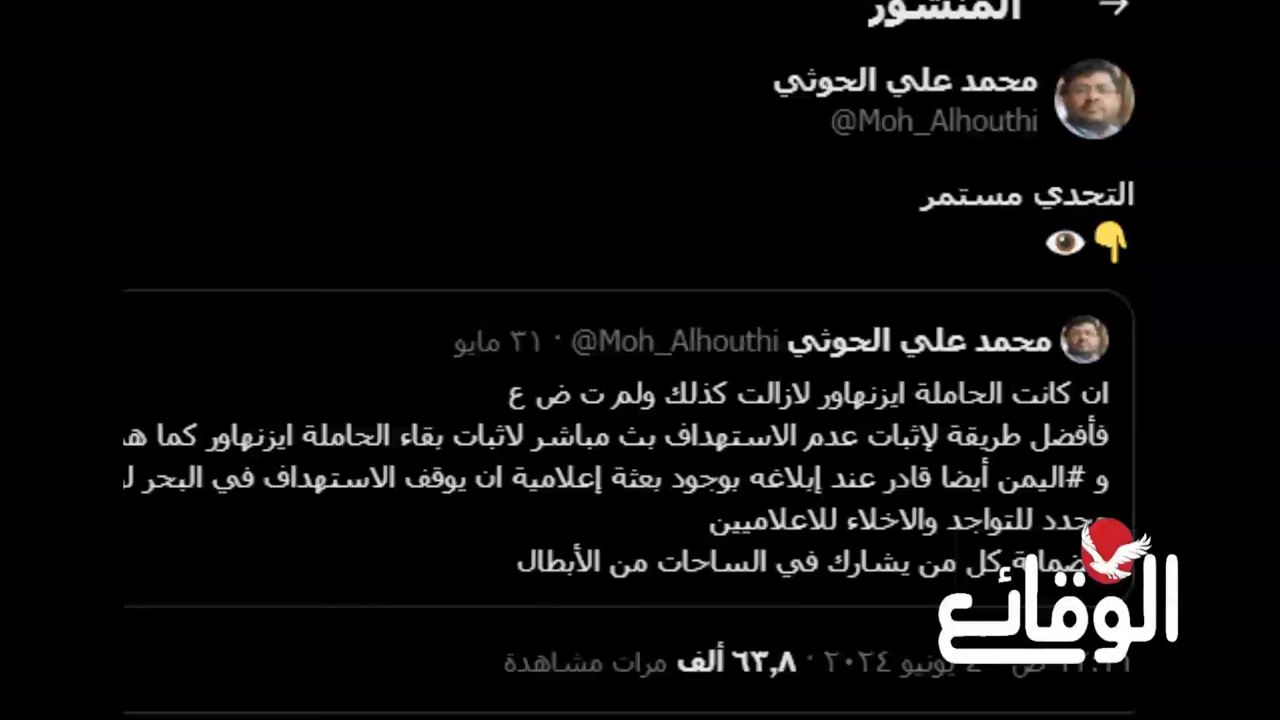 المنشور
محمد علي الحوثي
@Moh_Alhouthi
التحدي مستمر
محمد علي الحوثي @Moh_Alhouthi · ٣١ مايو
ان كانت الحاملة ايزنهاور لازالت كذلك ولم ت ض ع
فأفضل طريقة لإثبات عدم الاستهداف بث مباشر لاثبات بقاء الحاملة ايزنهاور كما
و #اليمن أيضا قادر عند إبلاغه بوجود بعثة إعلامية ان يوقف الاستهداف في البحر
للتواجد والاخلاء للاعلاميين
كل من يشارك في الساحات من الأبطال
يونيو ٢٠٢٤ · ٦٣,٨ ألف مرات مشاهدة
الوقائع